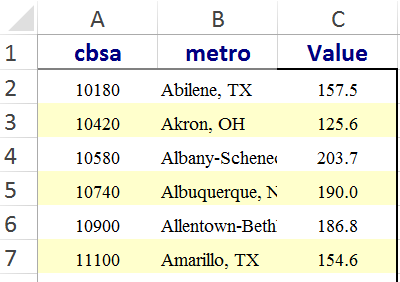 A B C
1 cbsa metro Value
2 10180 Abilene, TX 157.5
3 10420 Akron, OH 125.6
4 10580 Albany-Schenec 203.7
5 10740 Albuquerque, N 190.0
6 10900 Allentown-Beth 186.8
7 11100 Amarillo, TX 154.6